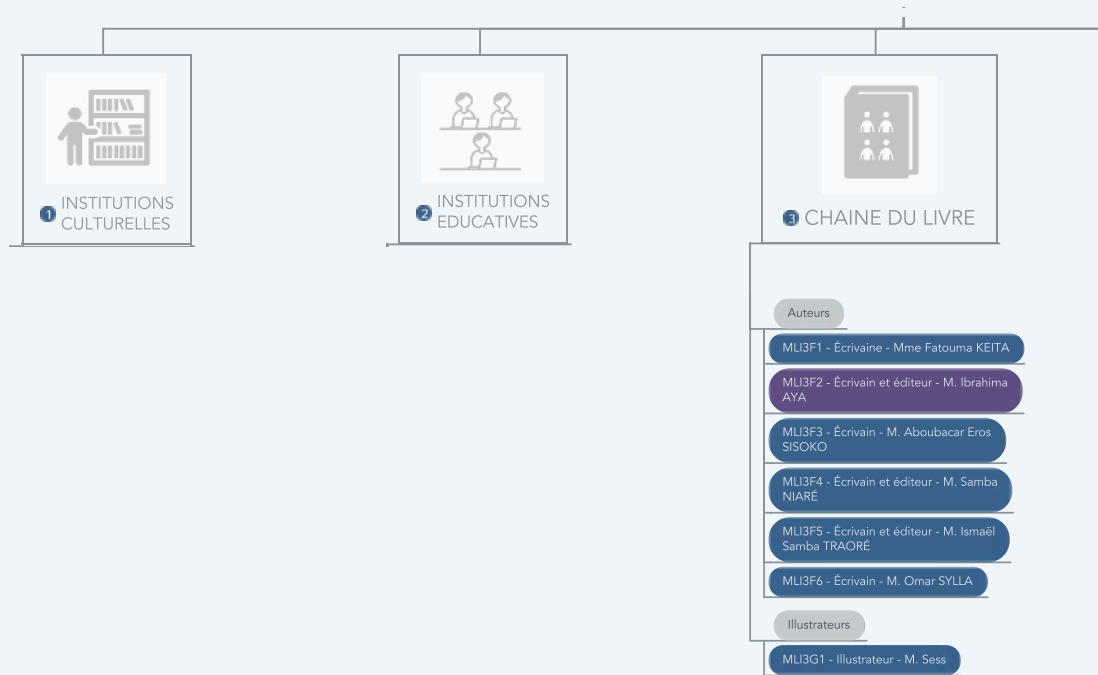 1 INSTITUTIONS
CULTURELLES
2 INSTITUTIONS
EDUCATIVES
3 CHAINE DU LIVRE
Auteurs
MLI3F1 - Écrivaine - Mme Fatouma KEITA
MLI3F2 - Écrivain et éditeur - M. Ibrahima
AYA
MLI3F3 - Écrivain - M. Aboubacar Eros
SISOKO
MLI3F4 - Écrivain et éditeur - M. Samba
NIARÉ
MLI3F5 - Écrivain et éditeur - M. Ismaël
Samba TRAORÉ
MLI3F6 - Écrivain - M. Omar SYLLA
Illustrateurs
MLI3G1 - Illustrateur - M. Sess